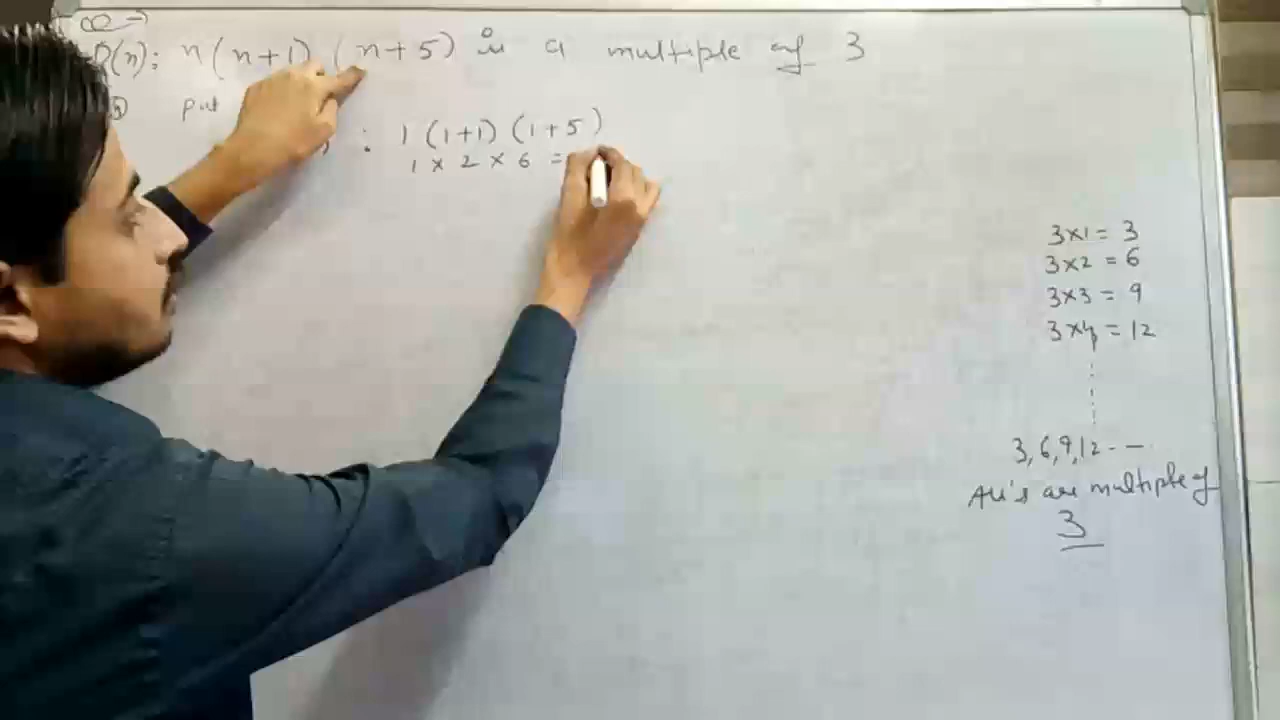 P(n): n(n+1) (n+5) is a multiple of 3
put
: 1 (1+1) (1+5)
1 × 2 × 6 =
3×1 = 3
3×2 = 6
3×3 = 9
3×4 = 12
3,6,9,12 - —
All's are multiple of
3